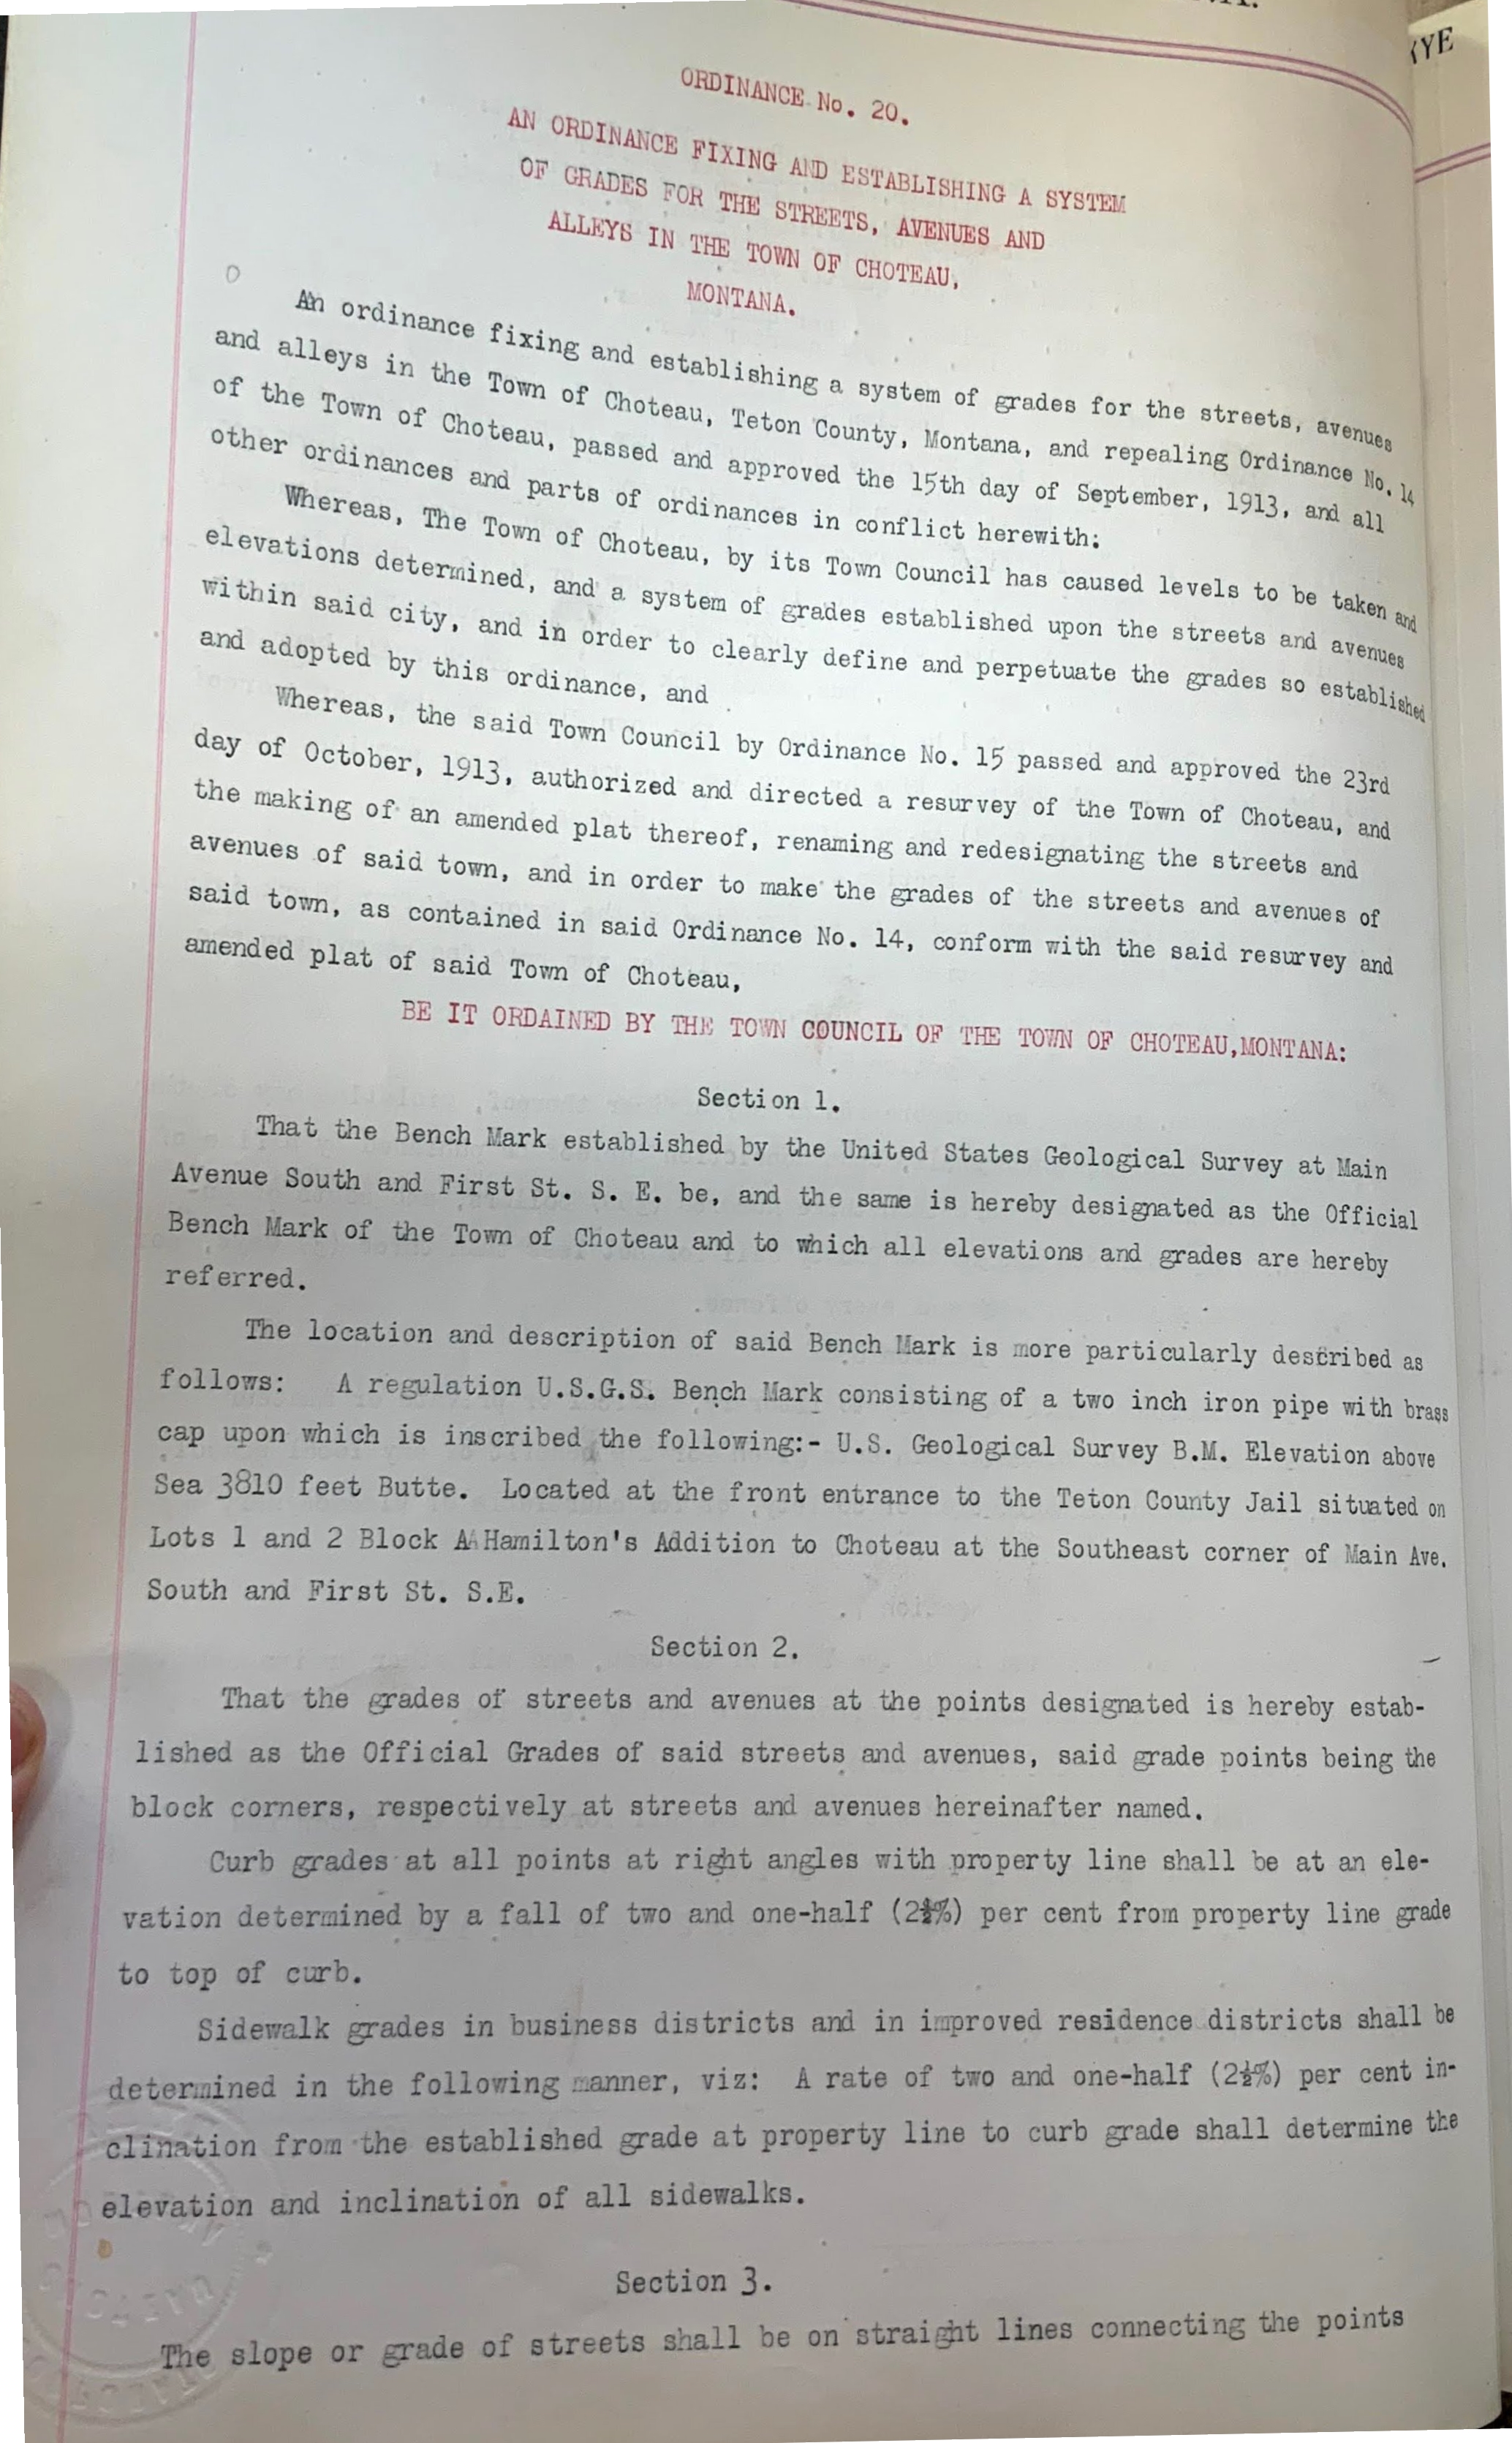 KYE
ORDINANCE No. 20.
AN ORDINANCE FIXING AND ESTABLISHING A SYSTEM
OF GRADES FOR THE STREETS, AVENUES AND
ALLEYS IN THE TOWN OF CHOTEAU,
MONTANA.
An ordinance fixing and establishing a system of grades for the streets, avenues
and alleys in the Town of Choteau, Teton County, Montana, and repealing Ordinance No. 14
of the Town of Choteau, passed and approved the 15th day of September, 1913, and all
other ordinances and parts of ordinances in conflict herewith:
Whereas, The Town of Choteau, by its Town Council has caused levels to be taken and
elevations determined, and a system of grades established upon the streets and avenues
within said city, and in order to clearly define and perpetuate the grades so established
and adopted by this ordinance, and
Whereas, the said Town Council by Ordinance No. 15 passed and approved the 23rd
day of October, 1913, authorized and directed a resurvey of the Town of Choteau, and
the making of an amended plat thereof, renaming and redesignating the streets and
avenues of said town, and in order to make the grades of the streets and avenues of
said town, as contained in said Ordinance No. 14, conform with the said resurvey and
amended plat of said Town of Choteau,
BE IT ORDAINED BY THE TOWN COUNCIL OF THE TOWN OF CHOTEAU,MONTANA:
Section 1.
That the Bench Mark established by the United States Geological Survey at Main
Avenue South and First St. S. E. be, and the same is hereby designated as the Official
Bench Mark of the Town of Choteau and to which all elevations and grades are hereby
referred.
The location and description of said Bench Mark is more particularly described as
follows: A regulation U.S.G.S. Bench Mark consisting of a two inch iron pipe with brass
cap upon which is inscribed the following:- U.S. Geological Survey B.M. Elevation above
Sea 3810 feet Butte. Located at the front entrance to the Teton County Jail situated on
Lots 1 and 2 Block A Hamilton's Addition to Choteau at the Southeast corner of Main Ave.
South and First St. S.E.
Section 2.
That the grades of streets and avenues at the points designated is hereby estab-
lished as the Official Grades of said streets and avenues, said grade points being the
block corners, respectively at streets and avenues hereinafter named.
Curb grades at all points at right angles with property line shall be at an ele-
vation determined by a fall of two and one-half (2½%) per cent from property line grade
to top of curb.
Sidewalk grades in business districts and in improved residence districts shall be
determined in the following manner, viz: A rate of two and one-half (2½%) per cent in-
clination from the established grade at property line to curb grade shall determine the
elevation and inclination of all sidewalks.
Section 3.
The slope or grade of streets shall be on straight lines connecting the points